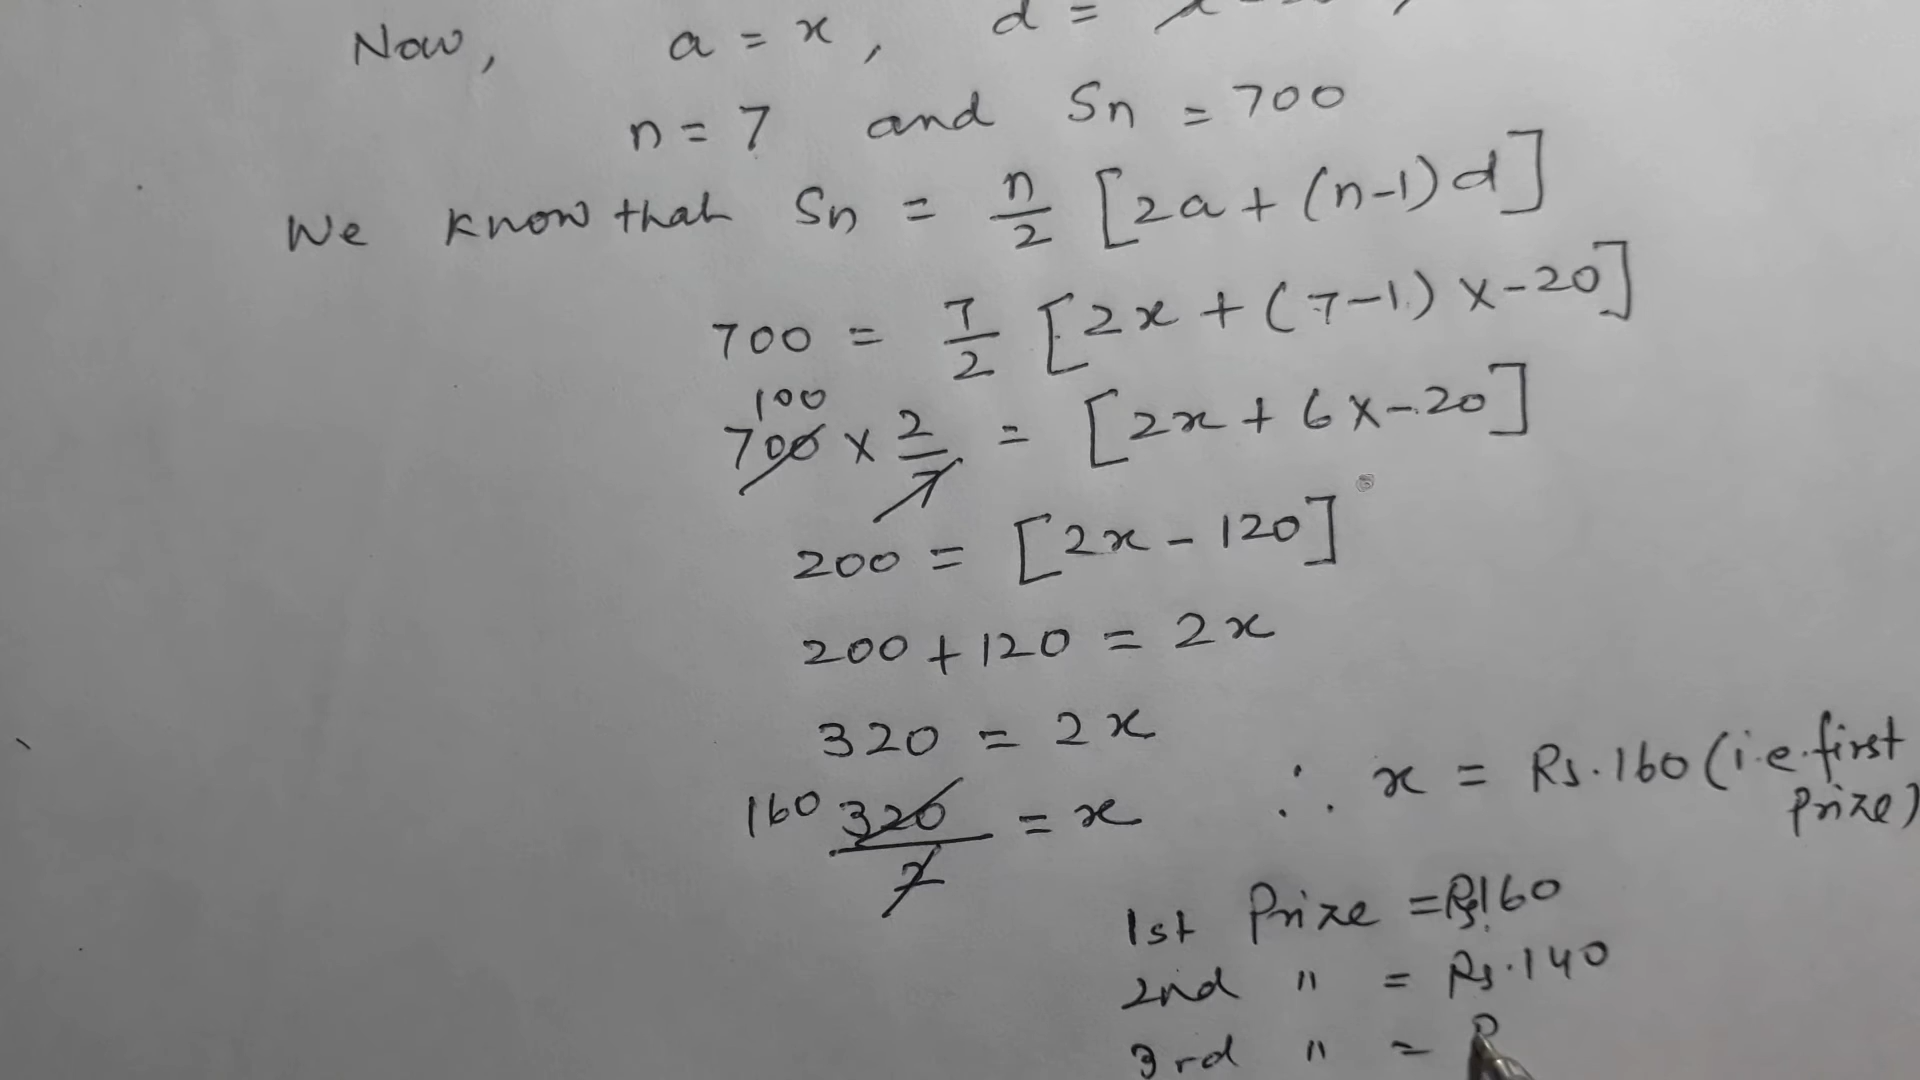 Now, a = x, d =
n = 7 and Sn = 700
We know that Sn = n/2 [2a + (n-1)d]
700 = 7/2 [2x + (7-1) x -20]
100
700 x 2/7 = [2x + 6 x -20]
200 = [2x - 120]
200 + 120 = 2x
320 = 2x
160 320/2 = x ∴ x = Rs.160 (i.e. first
Prize)
1st Prize = Rs.160
2nd " = Rs.140
3rd " =